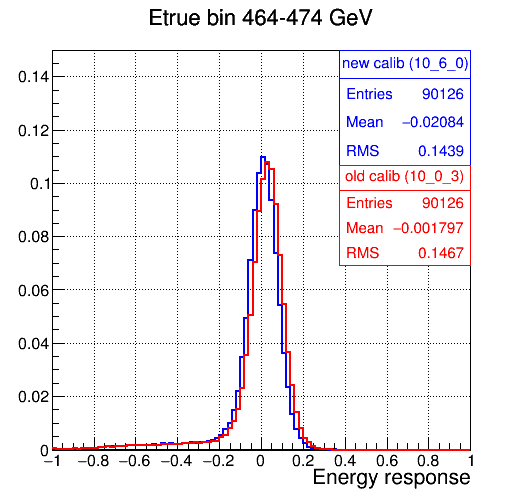 Etrue bin 464-474 GeV
new calib (10_6_0)
Entries 90126
Mean −0.02084
RMS 0.1439
old calib (10_0_3)
Entries 90126
Mean −0.001797
RMS 0.1467
0.14
0.12
0.1
0.08
0.06
0.04
0.02
0
−1 −0.8 −0.6 −0.4 −0.2 0 0.2 0.4 0.6 0.8 1
Energy response